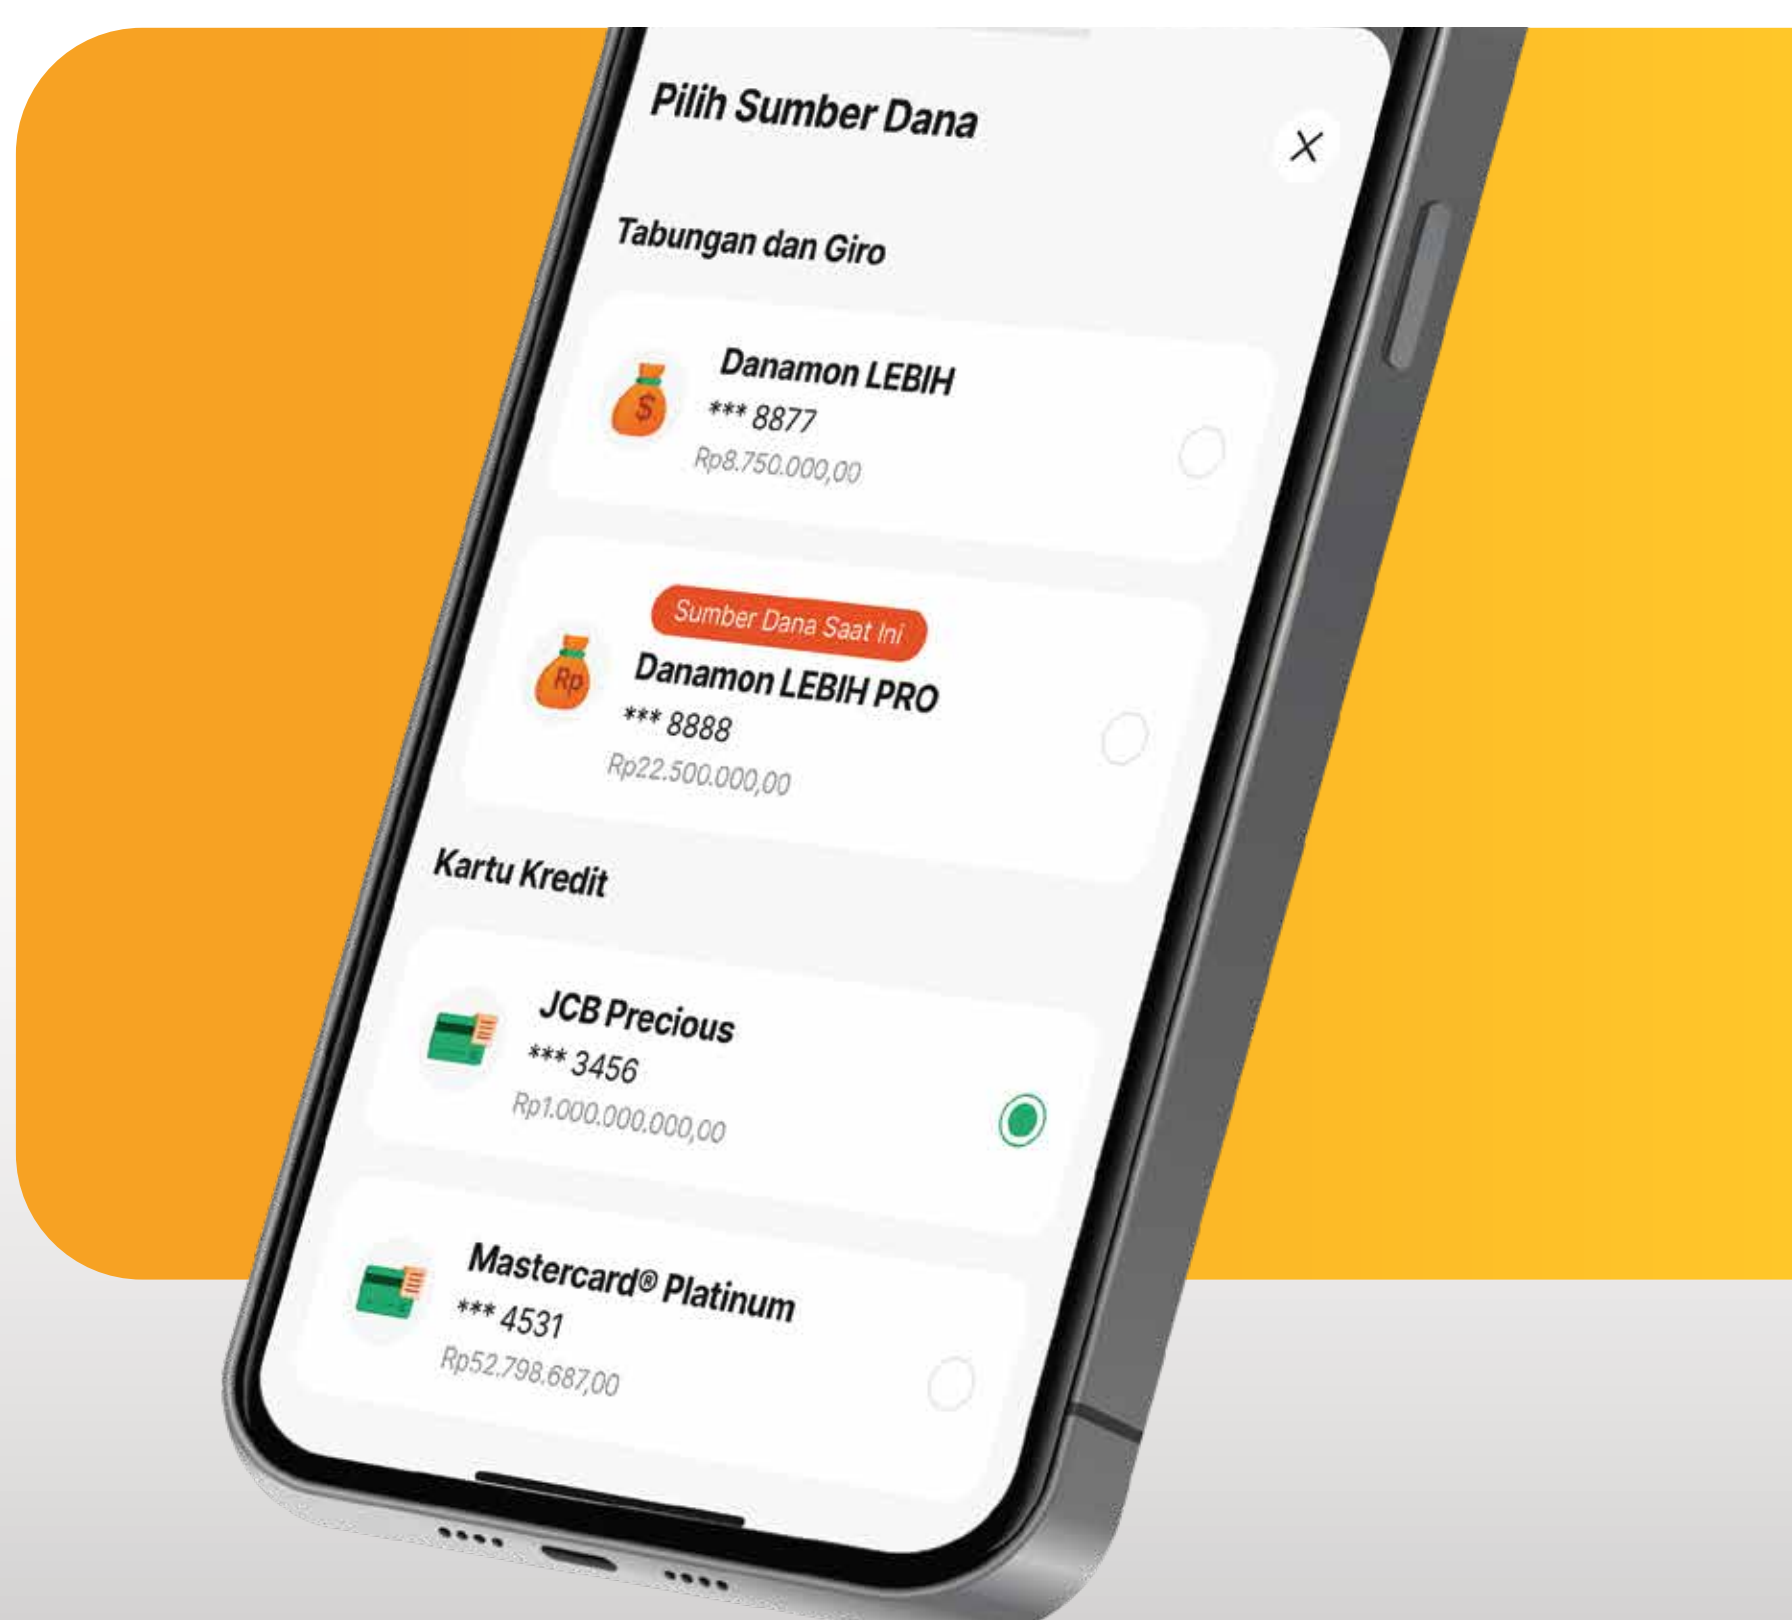 Pilih Sumber Dana
Tabungan dan Giro
Danamon LEBIH
*** 8877
Rp8.750.000,00
$
Sumber Dana Saat Ini
Danamon LEBIH PRO
Rp
*** 8888
Rp22.500.000,00
Kartu Kredit
JCB Precious
*** 3456
Rp1.000.000.000,00
Mastercard® Platinum
*** 4531
Rp52.798.687,00